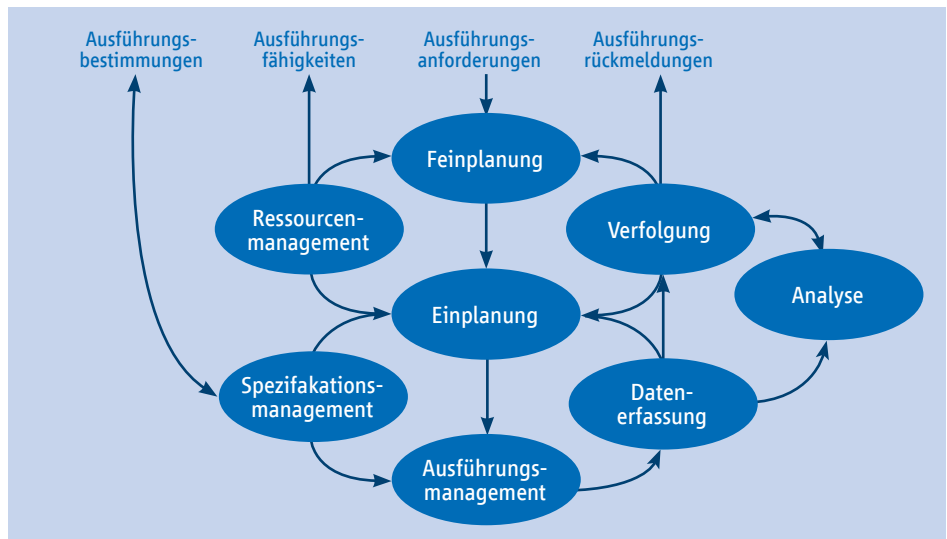 Ausführungs-
bestimmungen
Ausführungs-
fähigkeiten
Ausführungs-
anforderungen
Ausführungs-
rückmeldungen
Feinplanung
Ressourcen-
management
Verfolgung
Analyse
Einplanung
Spezifakations-
management
Daten-
erfassung
Ausführungs-
management